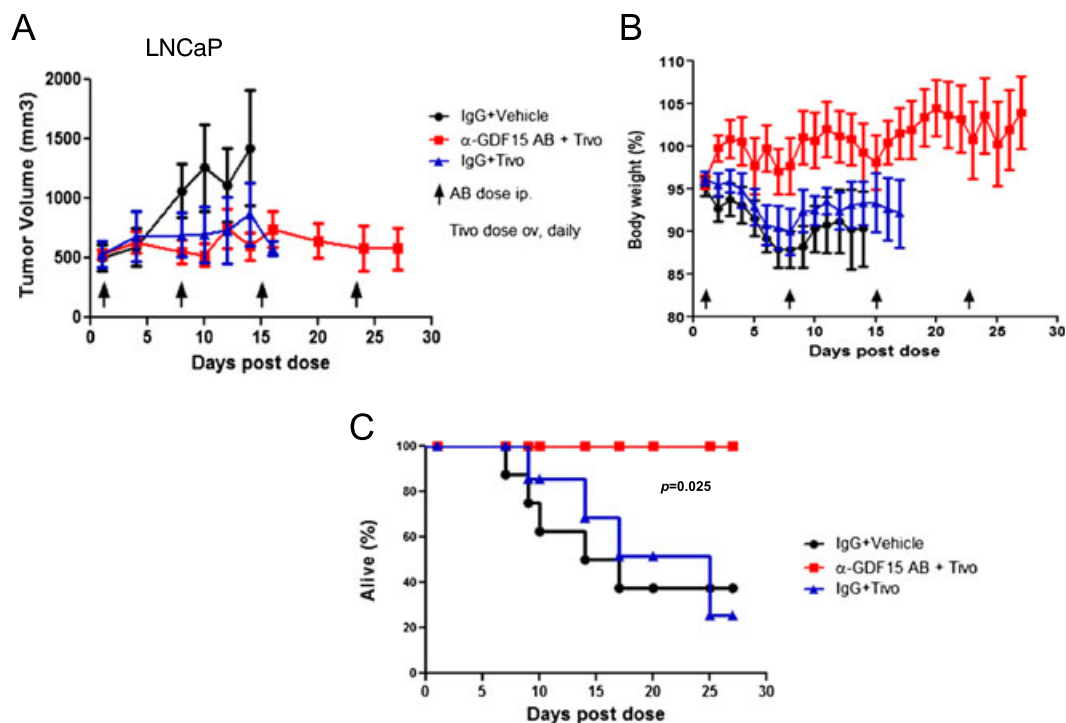 A
LNCaP
Tumor Volume (mm3)
2000
1500
1000
500
0
0 5 10 15 20 25 30
Days post dose
IgG+Vehicle
α-GDF15 AB + Tivo
IgG+Tivo
AB dose ip.
Tivo dose ov, daily
B
Body weight (%)
110
105
100
95
90
85
80
0 5 10 15 20 25 30
Days post dose
C
Alive (%)
100
80
60
40
20
0
0 5 10 15 20 25 30
Days post dose
p=0.025
IgG+Vehicle
α-GDF15 AB + Tivo
IgG+Tivo